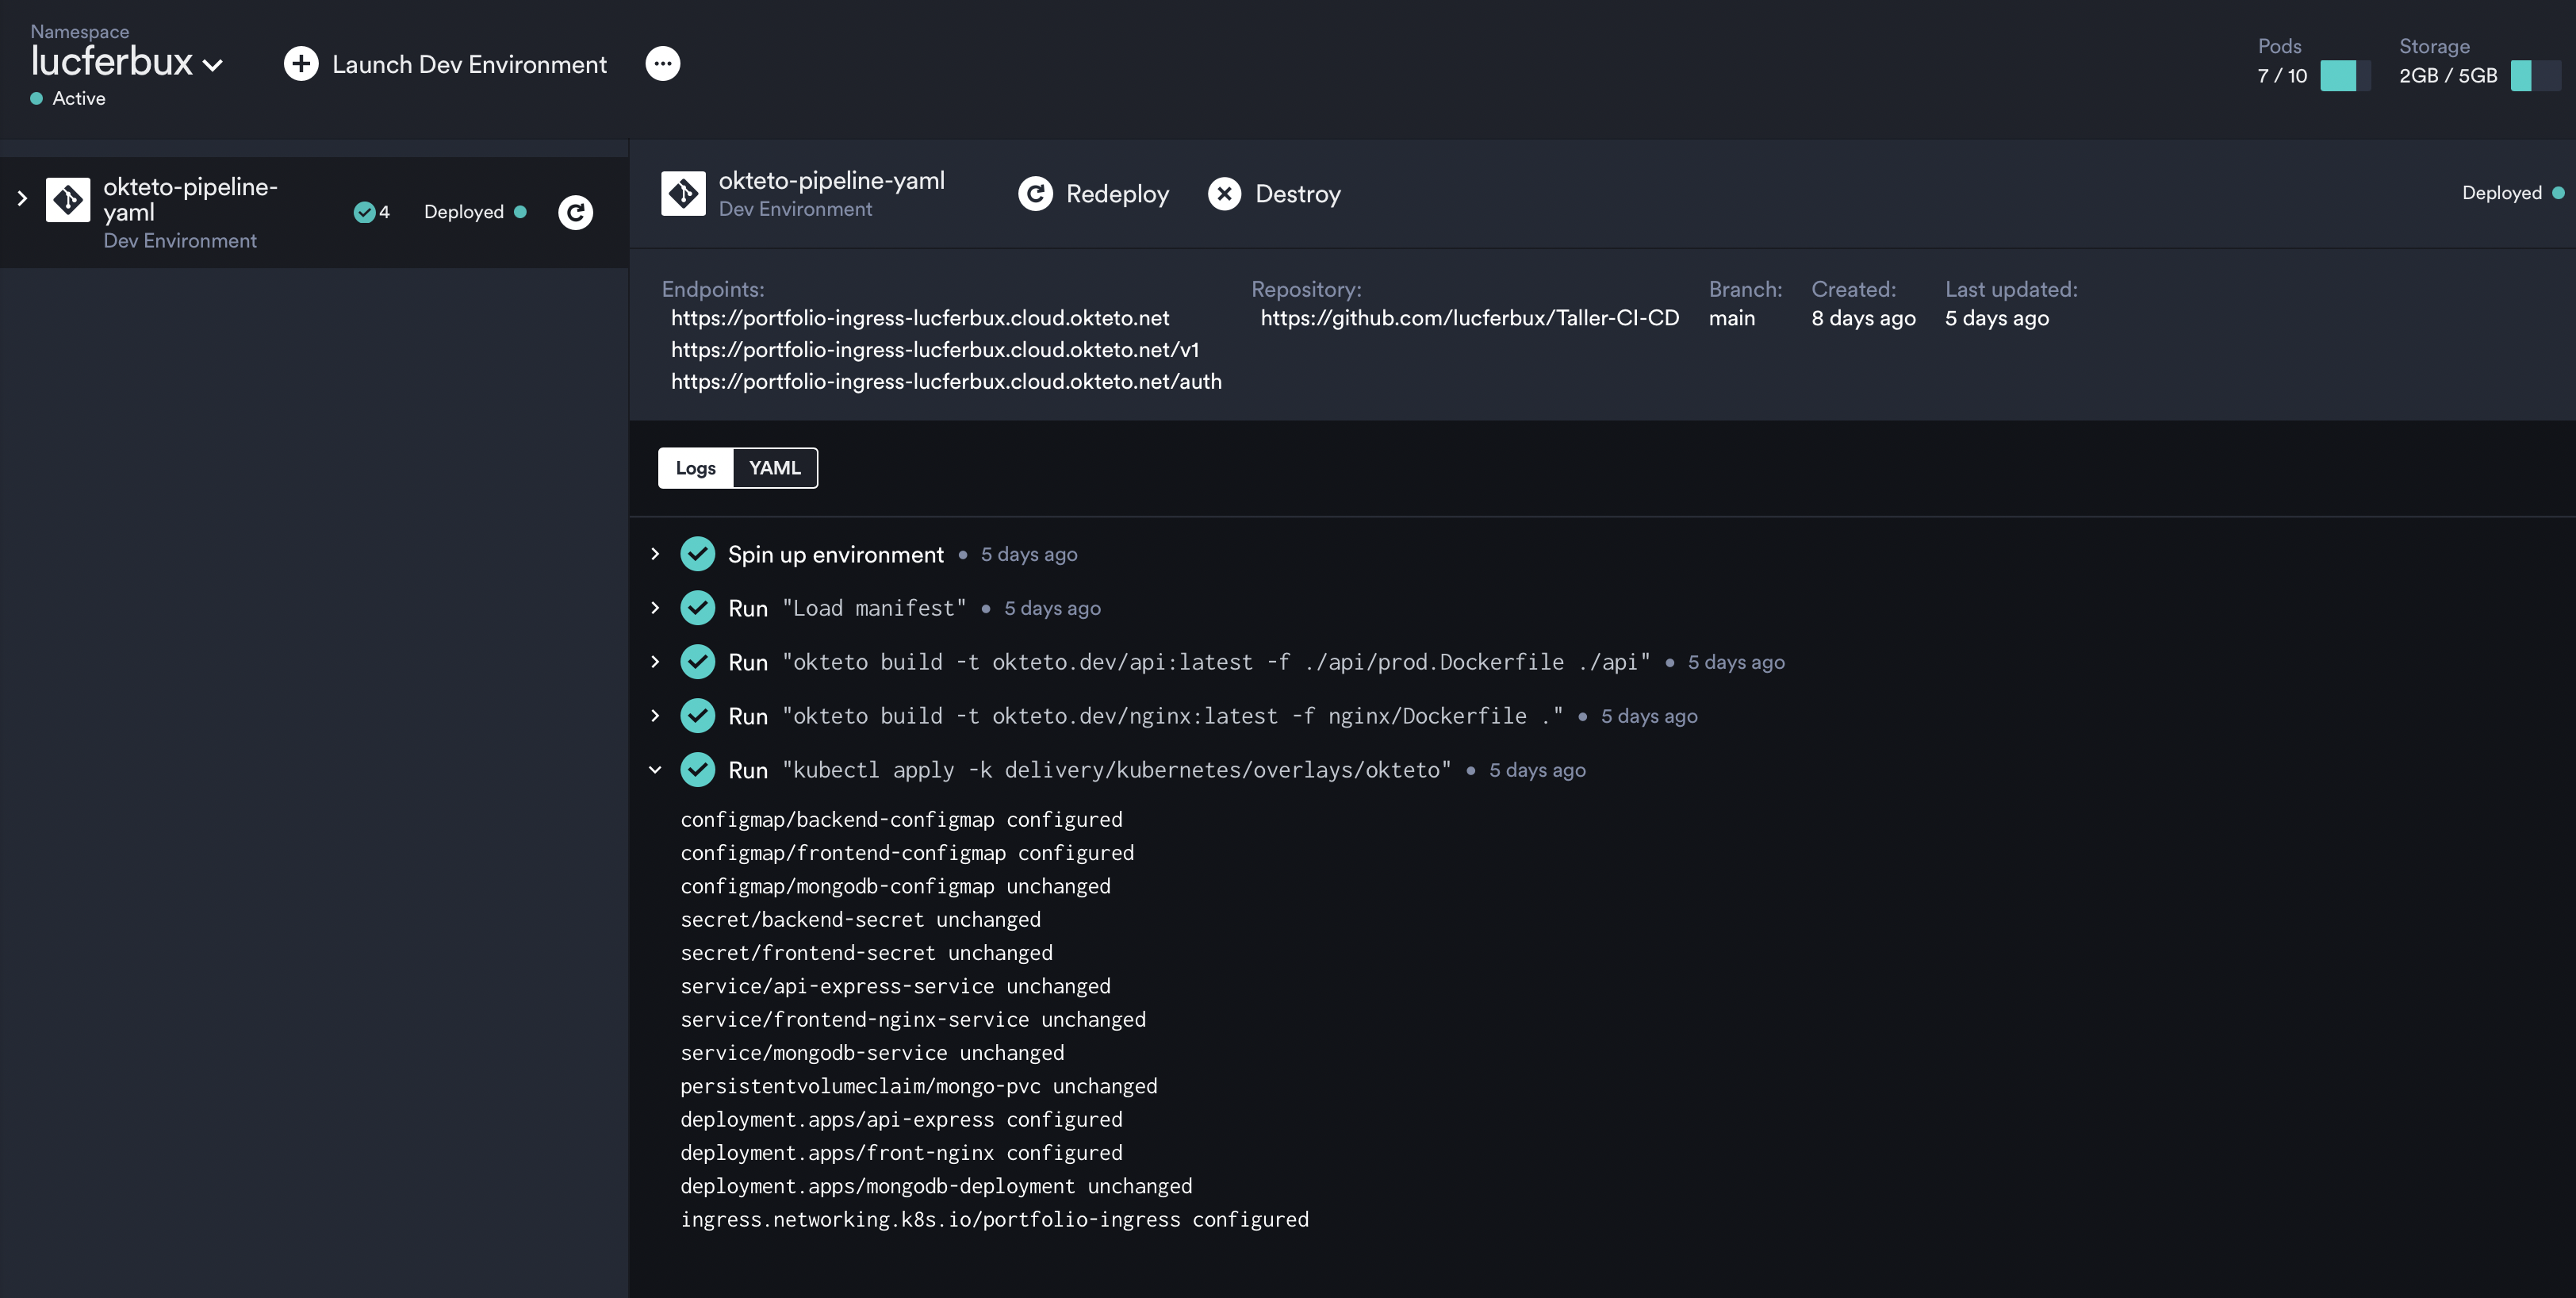 Namespace
lucferbux
Active
Launch Dev Environment
Pods
7 / 10
Storage
2GB / 5GB
okteto-pipeline-
yaml
Dev Environment
4
Deployed
okteto-pipeline-yaml
Dev Environment
Redeploy
Destroy
Deployed
Endpoints:
https://portfolio-ingress-lucferbux.cloud.okteto.net
https://portfolio-ingress-lucferbux.cloud.okteto.net/v1
https://portfolio-ingress-lucferbux.cloud.okteto.net/auth
Repository:
https://github.com/lucferbux/Taller-CI-CD
Branch:
main
Created:
8 days ago
Last updated:
5 days ago
Logs
YAML
Spin up environment • 5 days ago
Run "Load manifest" • 5 days ago
Run "okteto build -t okteto.dev/api:latest -f ./api/prod.Dockerfile ./api" • 5 days ago
Run "okteto build -t okteto.dev/nginx:latest -f nginx/Dockerfile ." • 5 days ago
Run "kubectl apply -k delivery/kubernetes/overlays/okteto" • 5 days ago
configmap/backend-configmap configured
configmap/frontend-configmap configured
configmap/mongodb-configmap unchanged
secret/backend-secret unchanged
secret/frontend-secret unchanged
service/api-express-service unchanged
service/frontend-nginx-service unchanged
service/mongodb-service unchanged
persistentvolumeclaim/mongo-pvc unchanged
deployment.apps/api-express configured
deployment.apps/front-nginx configured
deployment.apps/mongodb-deployment unchanged
ingress.networking.k8s.io/portfolio-ingress configured